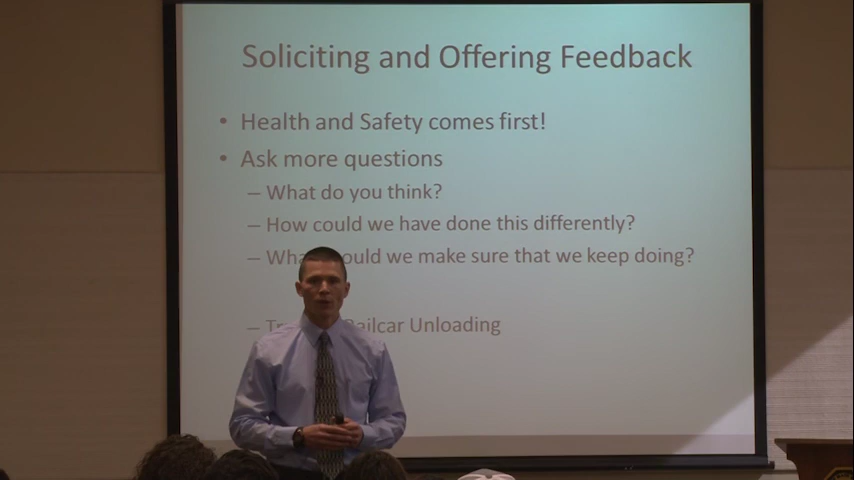 Soliciting and Offering Feedback
• Health and Safety comes first!
• Ask more questions
– What do you think?
– How could we have done this differently?
– could we make sure that we keep doing?
– Railcar Unloading